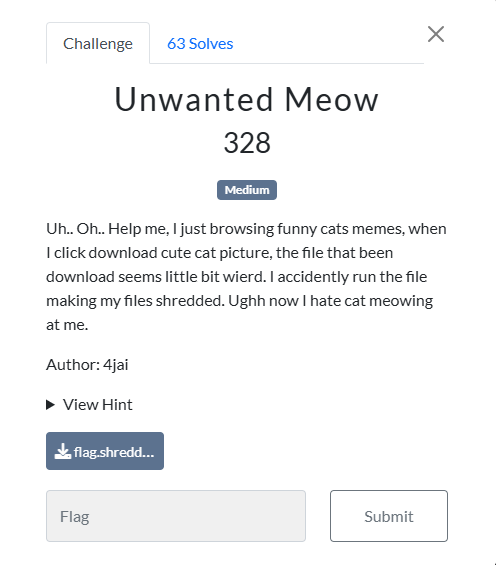 Challenge
63 Solves
Unwanted Meow
328
Medium
Uh.. Oh.. Help me, I just browsing funny cats memes, when
I click download cute cat picture, the file that been
download seems little bit wierd. I accidently run the file
making my files shredded. Ughh now I hate cat meowing
at me.
Author: 4jai
View Hint
flag.shredd...
Flag
Submit